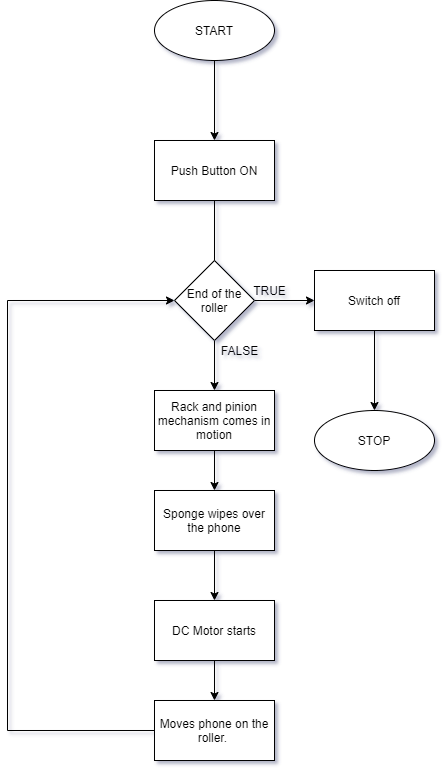 START
Push Button ON
End of the
roller
TRUE
Switch off
FALSE
Rack and pinion
mechanism comes in
motion
STOP
Sponge wipes over
the phone
DC Motor starts
Moves phone on the
roller.